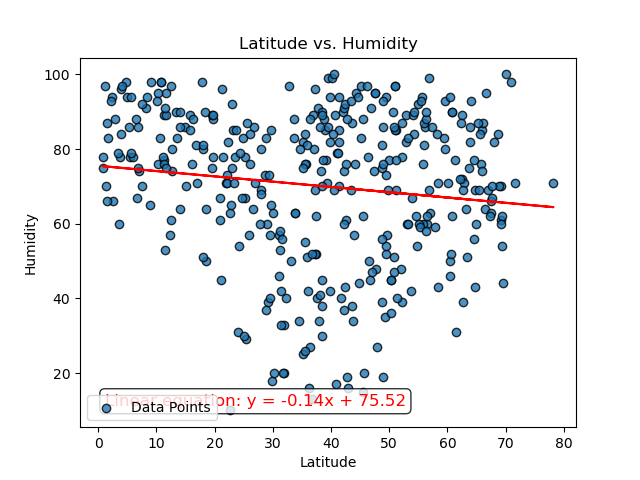 Latitude vs. Humidity
Humidity
100
80
60
40
20
Linear equation: y = -0.14x + 75.52
Data Points
0 10 20 30 40 50 60 70 80
Latitude